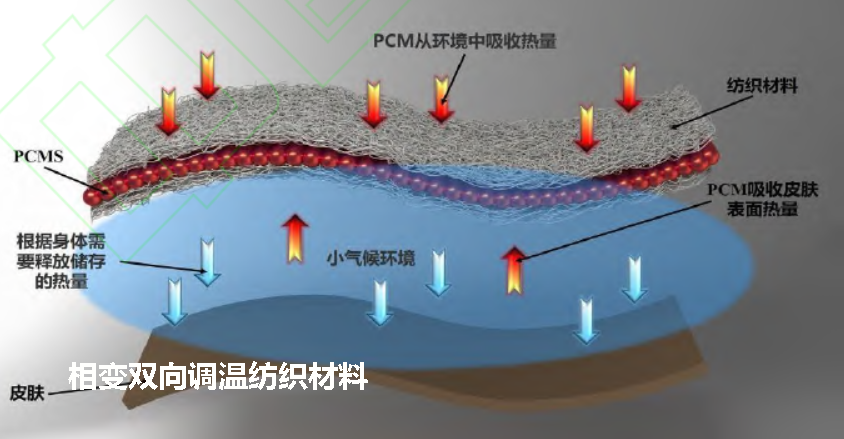 PCM从环境中吸收热量
纺织材料
PCMS
PCM吸收皮肤
表面热量
根据身体需
要释放储存
的热量
小气候环境
相变双向调温纺织材料
皮肤